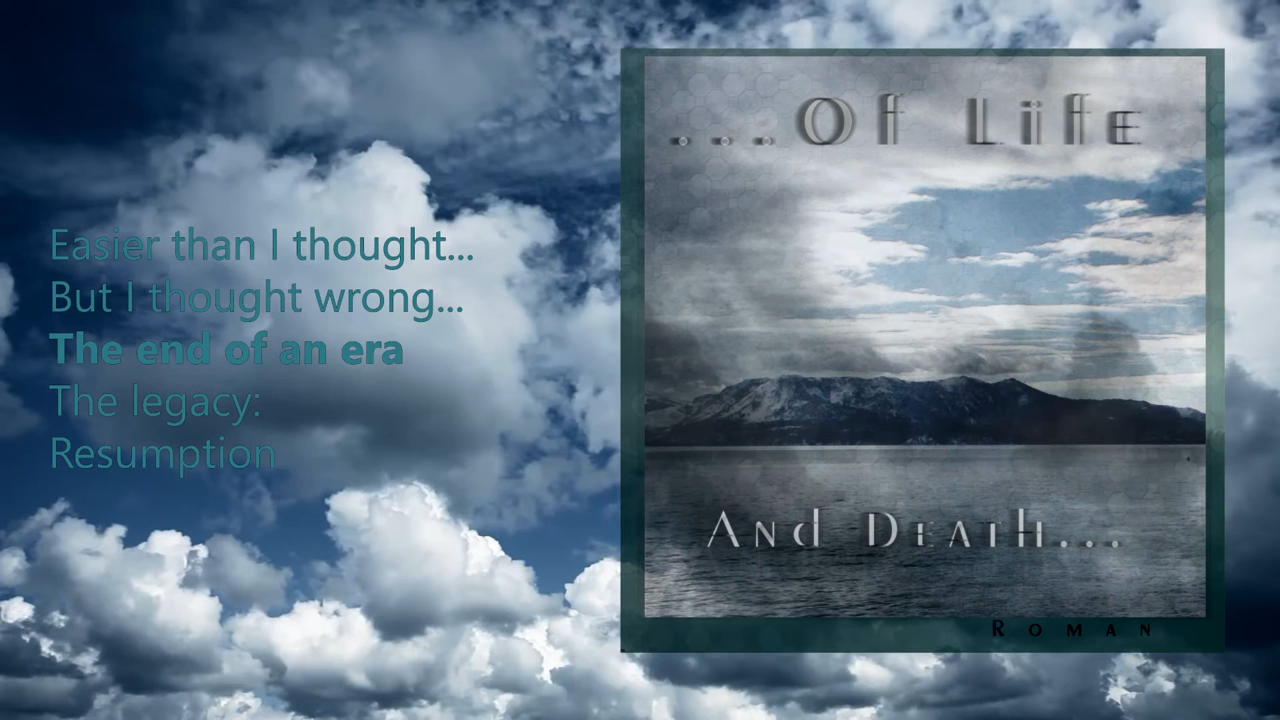 Easier than I thought...
But I thought wrong...
The end of an era
The legacy:
Resumption
...Of Life
And Death...
Roman